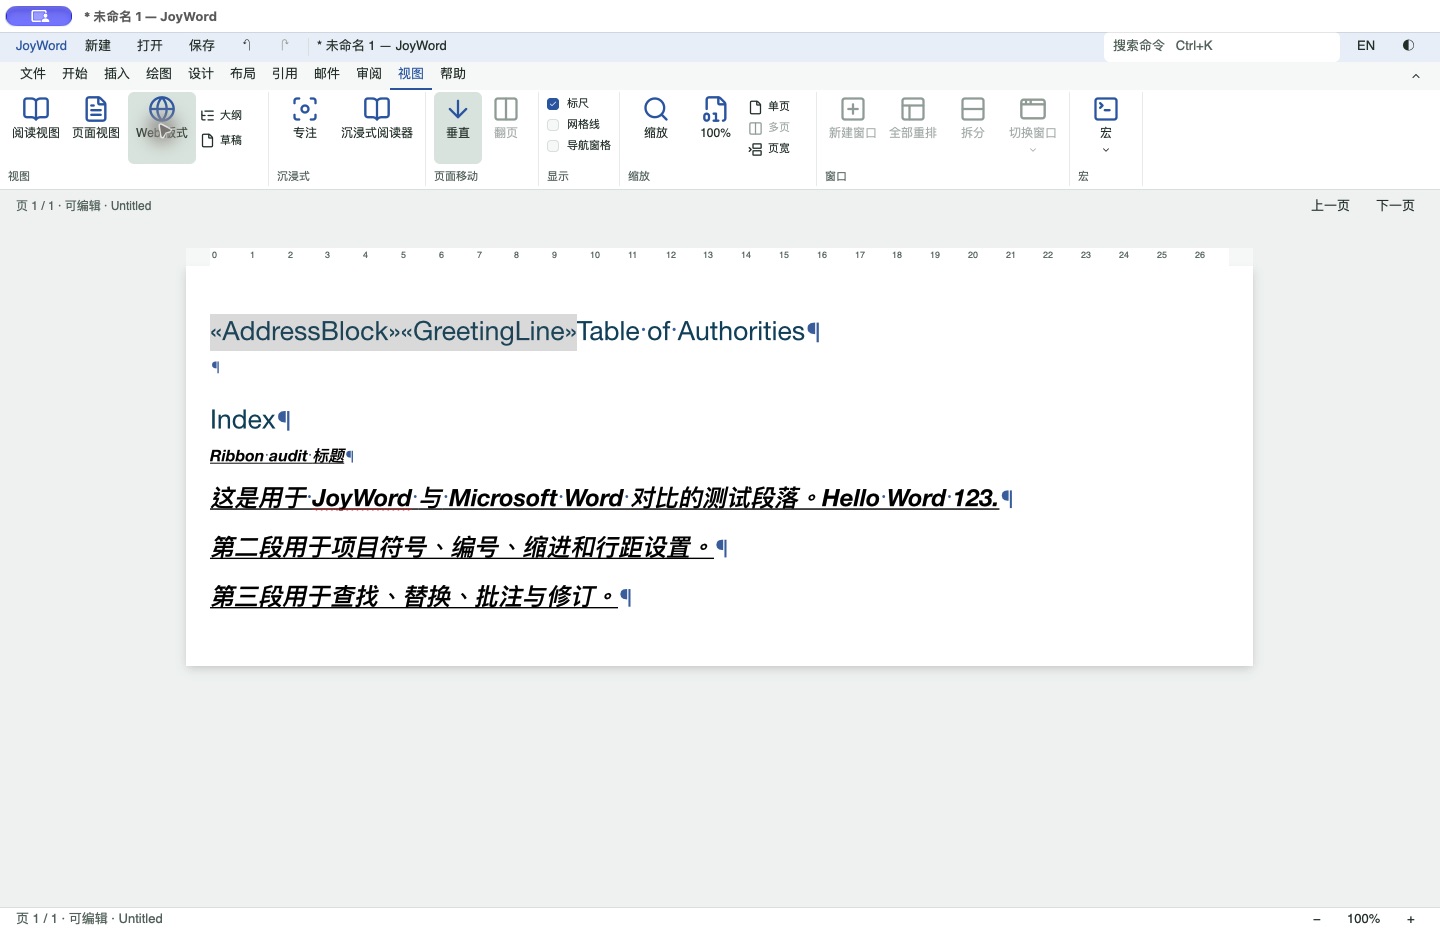 * 未命名 1 — JoyWord
JoyWord 新建 打开 保存 * 未命名 1 — JoyWord 搜索命令 Ctrl+K EN
文件 开始 插入 绘图 设计 布局 引用 邮件 审阅 视图 帮助
阅读视图 页面视图 Web 式 大纲 草稿
视图
专注 沉浸式阅读器
沉浸式
垂直 翻页
页面移动
标尺
网格线
导航窗格
显示
缩放 100% 单页 多页 页宽
缩放
新建窗口 全部重排 拆分 切换窗口
窗口
宏
宏
页 1 / 1 · 可编辑 · Untitled 上一页 下一页
0 1 2 3 4 5 6 7 8 9 10 11 12 13 14 15 16 17 18 19 20 21 22 23 24 25 26
«AddressBlock»«GreetingLine»Table·of·Authorities¶
¶
Index¶
Ribbon·audit·标题¶
这是用于·JoyWord·与·Microsoft·Word·对比的测试段落。Hello·Word·123.¶
第二段用于项目符号、编号、缩进和行距设置。¶
第三段用于查找、替换、批注与修订。¶
页 1 / 1 · 可编辑 · Untitled − 100% +